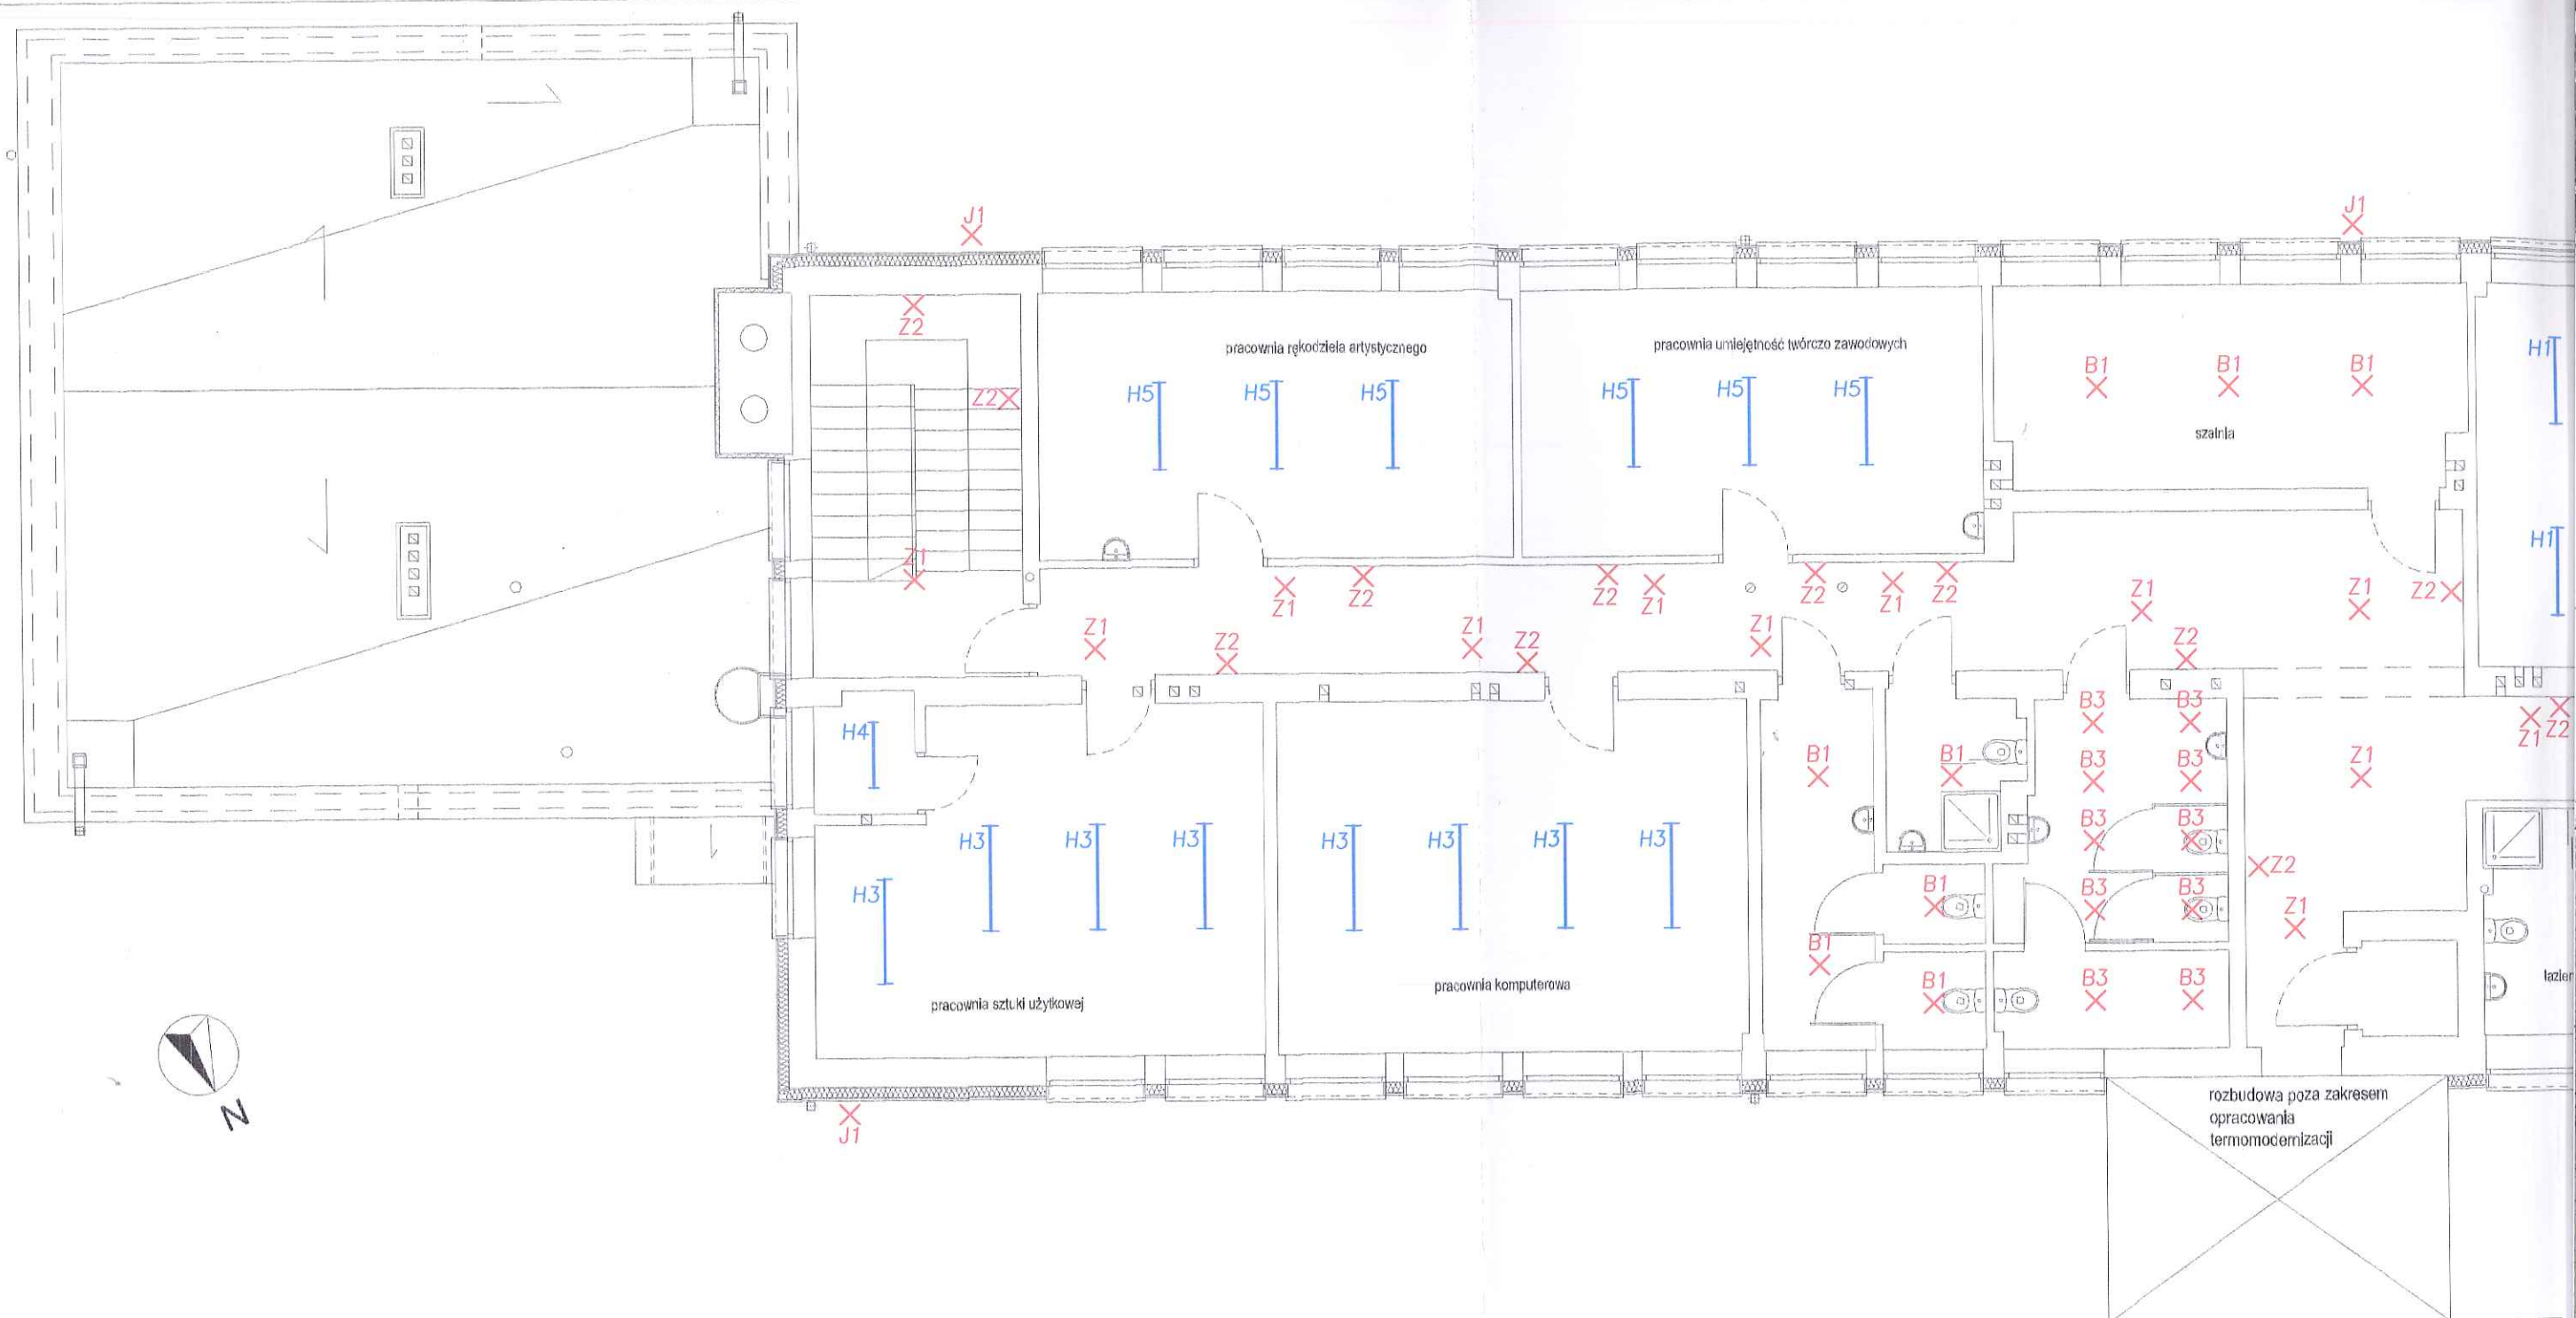 J1
J1
Z2
pracownia rękodzieła artystycznego
pracownia umiejętność twórczo zawodowych
H1
B1
B1
B1
Z2
H5
H5
H5
H5
H5
H5
szatnia
Z1
H1
Z1
Z2
Z2
Z1
Z2
Z1
Z2
Z1
Z1
Z2
Z1
Z2
Z1
Z2
Z1
Z2
B3
B3
H4
Z1
Z2
B1
B1
B3
B3
Z1
H3
H3
H3
H3
H3
H3
H3
B3
B3
H3
B1
B3
B3
Z2
Z1
B1
B1
B3
B3
pracownia sztuki użytkowej
pracownia komputerowa
łazien
N
J1
rozbudowa poza zakresem
opracowania
termomodernizacji